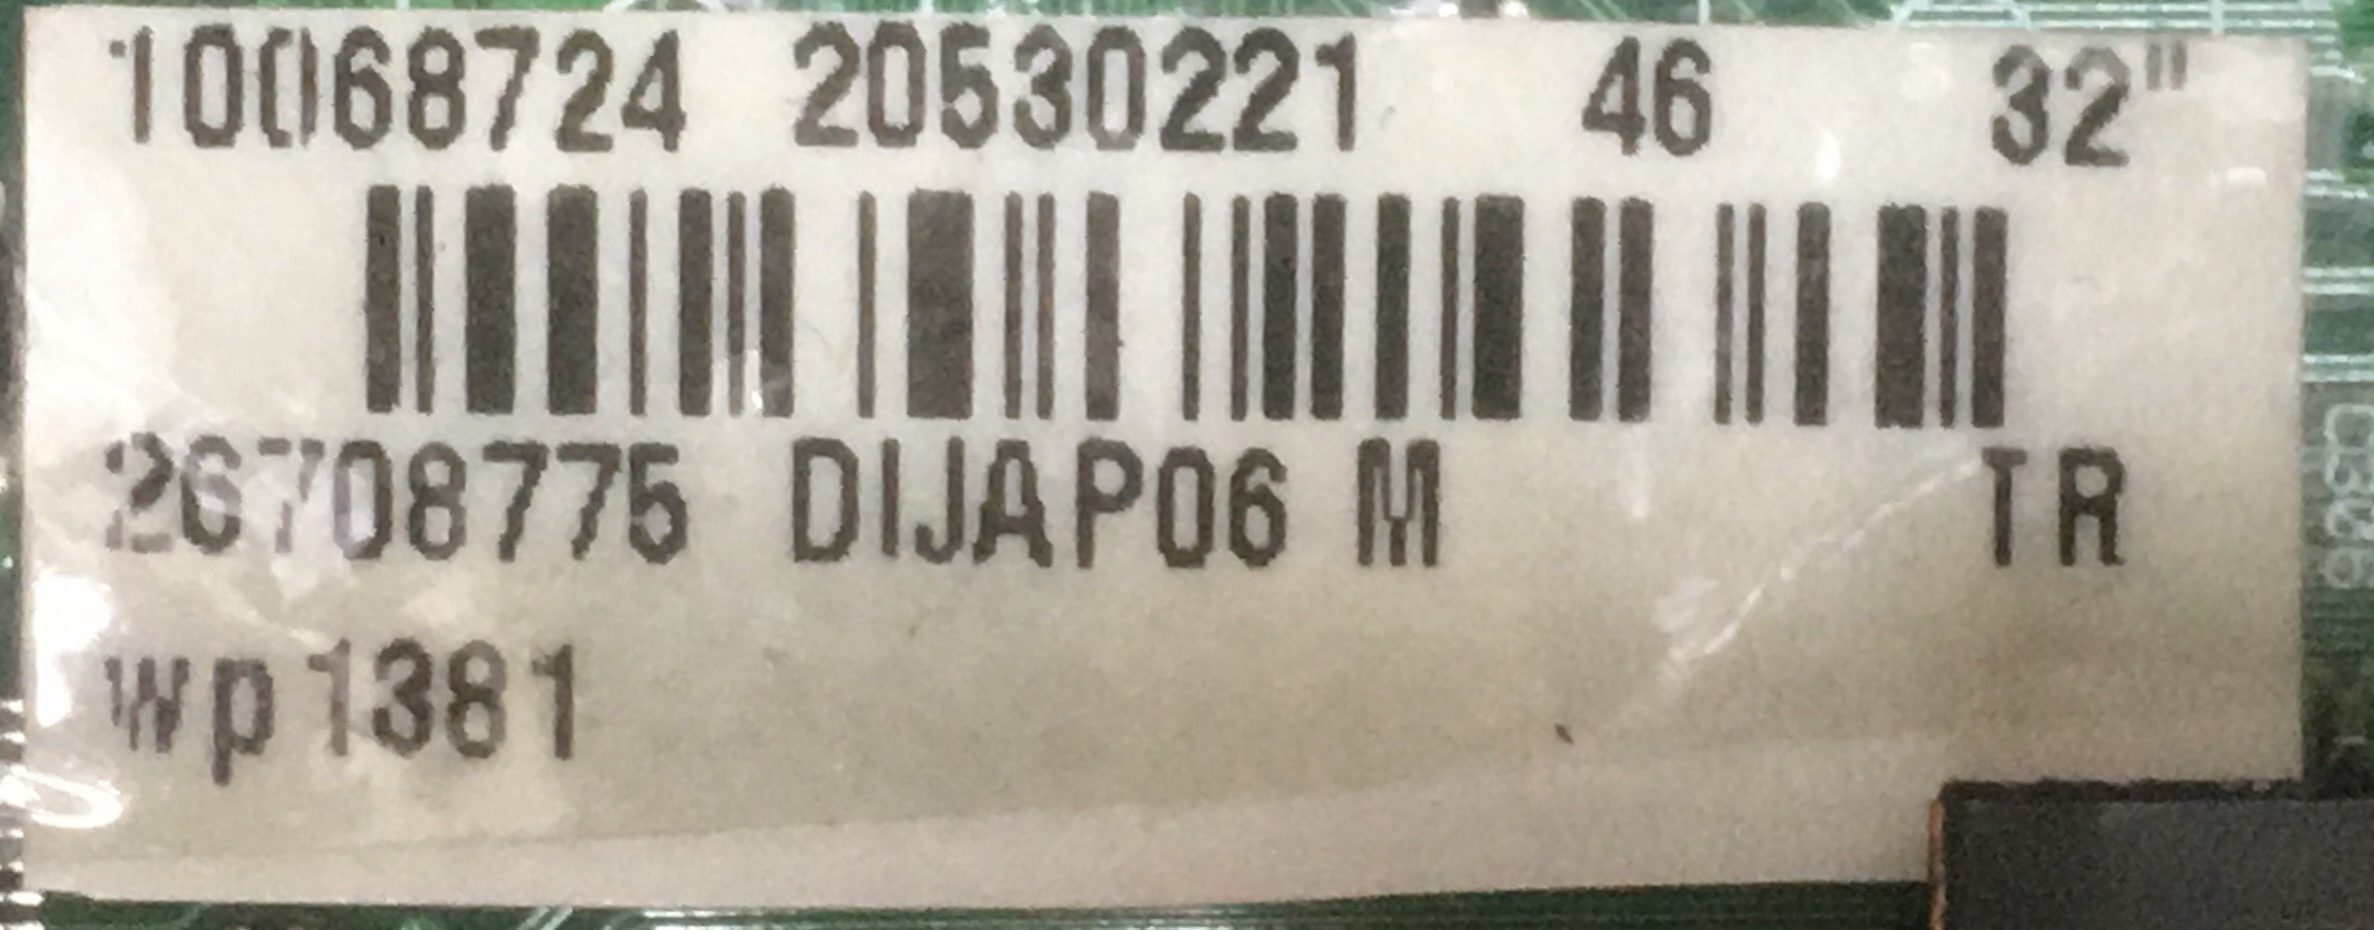 10068724 20530221 46 32"
26708775 DIJAP06 M TR
wp1381